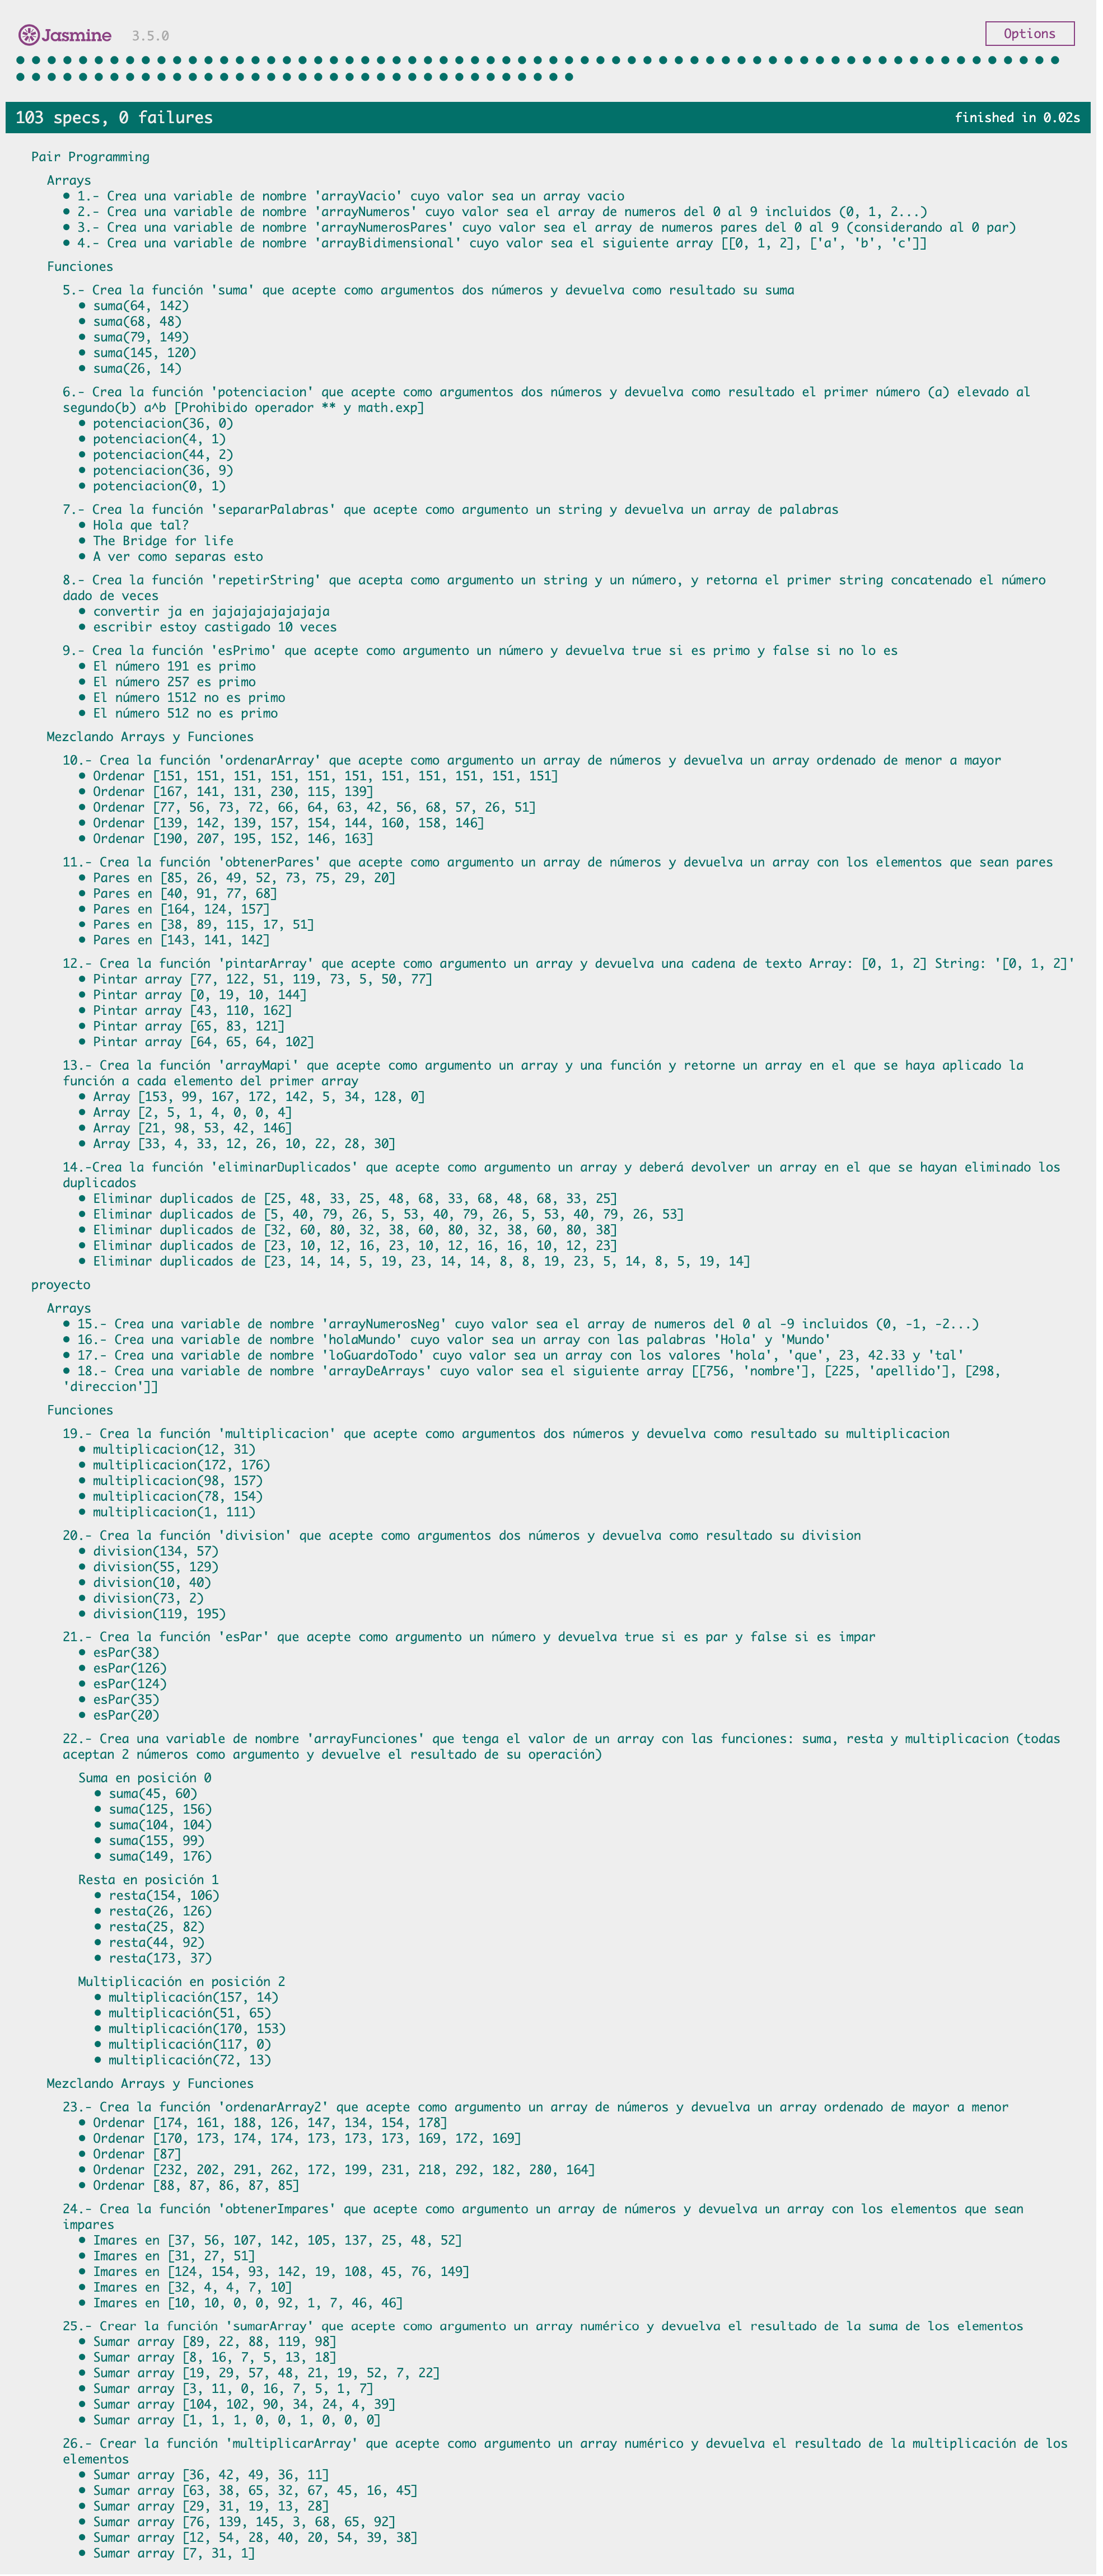 Jasmine 3.5.0 Options
103 specs, 0 failures finished in 0.02s
Pair Programming
Arrays
• 1.- Crea una variable de nombre 'arrayVacio' cuyo valor sea un array vacio
• 2.- Crea una variable de nombre 'arrayNumeros' cuyo valor sea el array de numeros del 0 al 9 incluidos (0, 1, 2...)
• 3.- Crea una variable de nombre 'arrayNumerosPares' cuyo valor sea el array de numeros pares del 0 al 9 (considerando al 0 par)
• 4.- Crea una variable de nombre 'arrayBidimensional' cuyo valor sea el siguiente array [[0, 1, 2], ['a', 'b', 'c']]
Funciones
5.- Crea la función 'suma' que acepte como argumentos dos números y devuelva como resultado su suma
• suma(64, 142)
• suma(68, 48)
• suma(79, 149)
• suma(145, 120)
• suma(26, 14)
6.- Crea la función 'potenciacion' que acepte como argumentos dos números y devuelva como resultado el primer número (a) elevado al
segundo(b) a^b [Prohibido operador ** y math.exp]
• potenciacion(36, 0)
• potenciacion(4, 1)
• potenciacion(44, 2)
• potenciacion(36, 9)
• potenciacion(0, 1)
7.- Crea la función 'separarPalabras' que acepte como argumento un string y devuelva un array de palabras
• Hola que tal?
• The Bridge for life
• A ver como separas esto
8.- Crea la función 'repetirString' que acepta como argumento un string y un número, y retorna el primer string concatenado el número
dado de veces
• convertir ja en jajajajajajajaja
• escribir estoy castigado 10 veces
9.- Crea la función 'esPrimo' que acepte como argumento un número y devuelva true si es primo y false si no lo es
• El número 191 es primo
• El número 257 es primo
• El número 1512 no es primo
• El número 512 no es primo
Mezclando Arrays y Funciones
10.- Crea la función 'ordenarArray' que acepte como argumento un array de números y devuelva un array ordenado de menor a mayor
• Ordenar [151, 151, 151, 151, 151, 151, 151, 151, 151, 151, 151]
• Ordenar [167, 141, 131, 230, 115, 139]
• Ordenar [77, 56, 73, 72, 66, 64, 63, 42, 56, 68, 57, 26, 51]
• Ordenar [139, 142, 139, 157, 154, 144, 160, 158, 146]
• Ordenar [190, 207, 195, 152, 146, 163]
11.- Crea la función 'obtenerPares' que acepte como argumento un array de números y devuelva un array con los elementos que sean pares
• Pares en [85, 26, 49, 52, 73, 75, 29, 20]
• Pares en [40, 91, 77, 68]
• Pares en [164, 124, 157]
• Pares en [38, 89, 115, 17, 51]
• Pares en [143, 141, 142]
12.- Crea la función 'pintarArray' que acepte como argumento un array y devuelva una cadena de texto Array: [0, 1, 2] String: '[0, 1, 2]'
• Pintar array [77, 122, 51, 119, 73, 5, 50, 77]
• Pintar array [0, 19, 10, 144]
• Pintar array [43, 110, 162]
• Pintar array [65, 83, 121]
• Pintar array [64, 65, 64, 102]
13.- Crea la función 'arrayMapi' que acepte como argumento un array y una función y retorne un array en el que se haya aplicado la
función a cada elemento del primer array
• Array [153, 99, 167, 172, 142, 5, 34, 128, 0]
• Array [2, 5, 1, 4, 0, 0, 4]
• Array [21, 98, 53, 42, 146]
• Array [33, 4, 33, 12, 26, 10, 22, 28, 30]
14.-Crea la función 'eliminarDuplicados' que acepte como argumento un array y deberá devolver un array en el que se hayan eliminado los
duplicados
• Eliminar duplicados de [25, 48, 33, 25, 48, 68, 33, 68, 48, 68, 33, 25]
• Eliminar duplicados de [5, 40, 79, 26, 5, 53, 40, 79, 26, 5, 53, 40, 79, 26, 53]
• Eliminar duplicados de [32, 60, 80, 32, 38, 60, 80, 32, 38, 60, 80, 38]
• Eliminar duplicados de [23, 10, 12, 16, 23, 10, 12, 16, 16, 10, 12, 23]
• Eliminar duplicados de [23, 14, 14, 5, 19, 23, 14, 14, 8, 8, 19, 23, 5, 14, 8, 5, 19, 14]
proyecto
Arrays
• 15.- Crea una variable de nombre 'arrayNumerosNeg' cuyo valor sea el array de numeros del 0 al -9 incluidos (0, -1, -2...)
• 16.- Crea una variable de nombre 'holaMundo' cuyo valor sea un array con las palabras 'Hola' y 'Mundo'
• 17.- Crea una variable de nombre 'loGuardoTodo' cuyo valor sea un array con los valores 'hola', 'que', 23, 42.33 y 'tal'
• 18.- Crea una variable de nombre 'arrayDeArrays' cuyo valor sea el siguiente array [[756, 'nombre'], [225, 'apellido'], [298,
'direccion']]
Funciones
19.- Crea la función 'multiplicacion' que acepte como argumentos dos números y devuelva como resultado su multiplicacion
• multiplicacion(12, 31)
• multiplicacion(172, 176)
• multiplicacion(98, 157)
• multiplicacion(78, 154)
• multiplicacion(1, 111)
20.- Crea la función 'division' que acepte como argumentos dos números y devuelva como resultado su division
• division(134, 57)
• division(55, 129)
• division(10, 40)
• division(73, 2)
• division(119, 195)
21.- Crea la función 'esPar' que acepte como argumento un número y devuelva true si es par y false si es impar
• esPar(38)
• esPar(126)
• esPar(124)
• esPar(35)
• esPar(20)
22.- Crea una variable de nombre 'arrayFunciones' que tenga el valor de un array con las funciones: suma, resta y multiplicacion (todas
aceptan 2 números como argumento y devuelve el resultado de su operación)
Suma en posición 0
• suma(45, 60)
• suma(125, 156)
• suma(104, 104)
• suma(155, 99)
• suma(149, 176)
Resta en posición 1
• resta(154, 106)
• resta(26, 126)
• resta(25, 82)
• resta(44, 92)
• resta(173, 37)
Multiplicación en posición 2
• multiplicación(157, 14)
• multiplicación(51, 65)
• multiplicación(170, 153)
• multiplicación(117, 0)
• multiplicación(72, 13)
Mezclando Arrays y Funciones
23.- Crea la función 'ordenarArray2' que acepte como argumento un array de números y devuelva un array ordenado de mayor a menor
• Ordenar [174, 161, 188, 126, 147, 134, 154, 178]
• Ordenar [170, 173, 174, 174, 173, 173, 173, 169, 172, 169]
• Ordenar [87]
• Ordenar [232, 202, 291, 262, 172, 199, 231, 218, 292, 182, 280, 164]
• Ordenar [88, 87, 86, 87, 85]
24.- Crea la función 'obtenerImpares' que acepte como argumento un array de números y devuelva un array con los elementos que sean
impares
• Imares en [37, 56, 107, 142, 105, 137, 25, 48, 52]
• Imares en [31, 27, 51]
• Imares en [124, 154, 93, 142, 19, 108, 45, 76, 149]
• Imares en [32, 4, 4, 7, 10]
• Imares en [10, 10, 0, 0, 92, 1, 7, 46, 46]
25.- Crear la función 'sumarArray' que acepte como argumento un array numérico y devuelva el resultado de la suma de los elementos
• Sumar array [89, 22, 88, 119, 98]
• Sumar array [8, 16, 7, 5, 13, 18]
• Sumar array [19, 29, 57, 48, 21, 19, 52, 7, 22]
• Sumar array [3, 11, 0, 16, 7, 5, 1, 7]
• Sumar array [104, 102, 90, 34, 24, 4, 39]
• Sumar array [1, 1, 1, 0, 0, 1, 0, 0, 0]
26.- Crear la función 'multiplicarArray' que acepte como argumento un array numérico y devuelva el resultado de la multiplicación de los
elementos
• Sumar array [36, 42, 49, 36, 11]
• Sumar array [63, 38, 65, 32, 67, 45, 16, 45]
• Sumar array [29, 31, 19, 13, 28]
• Sumar array [76, 139, 145, 3, 68, 65, 92]
• Sumar array [12, 54, 28, 40, 20, 54, 39, 38]
• Sumar array [7, 31, 1]